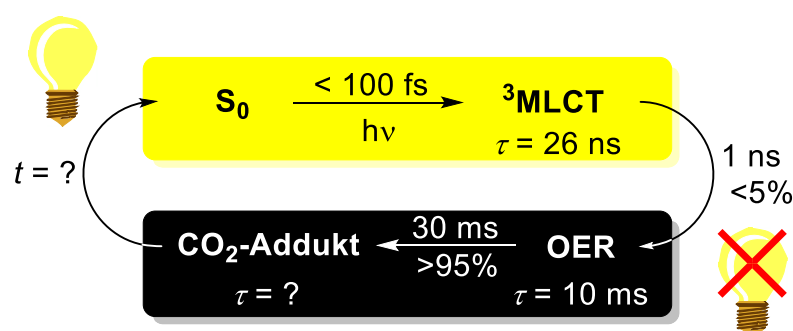 < 100 fs
S₀
³MLCT
hν
τ = 26 ns
1 ns
<5%
t = ?
30 ms
CO₂-Addukt
OER
>95%
τ = ?
τ = 10 ms